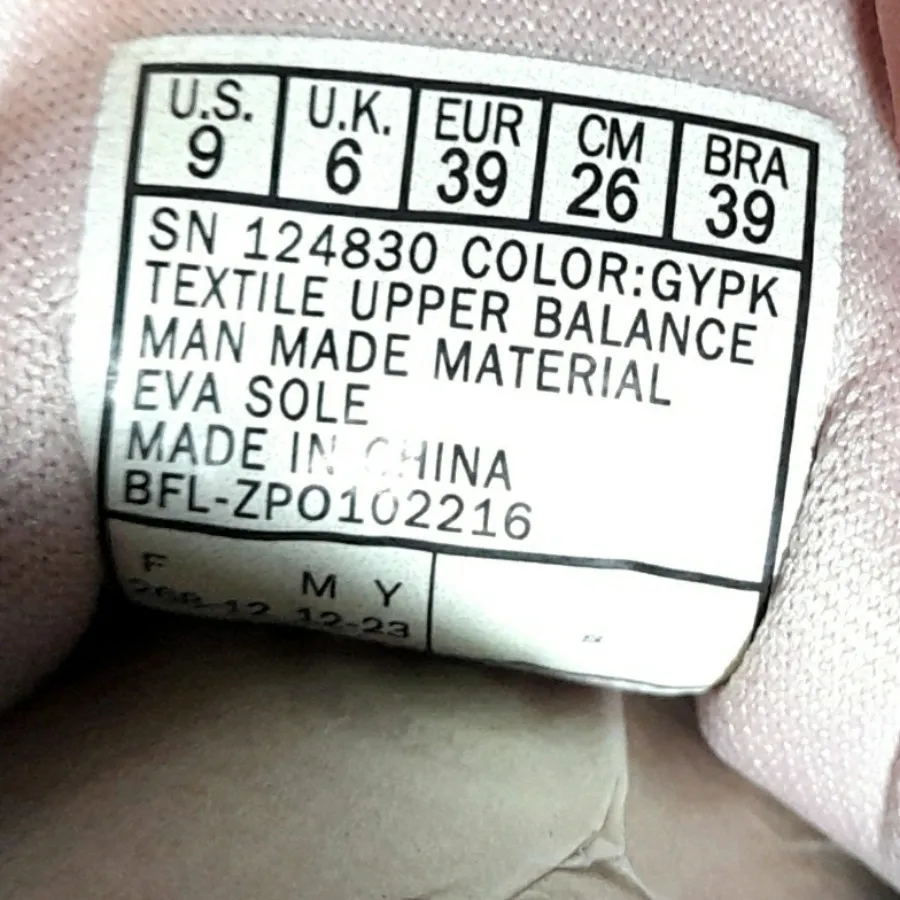 U.S. U.K. EUR CM BRA
9 6 39 26 39
SN 124830 COLOR:GYPK
TEXTILE UPPER BALANCE
MAN MADE MATERIAL
EVA SOLE
MADE IN CHINA
BFL-ZPO102216
F M Y
12-23